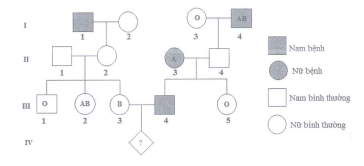 I
1
2
O
3
AB
4
II
1
2
A
3
4
III
O
1
AB
2
B
3
4
O
5
IV
?
Nam bệnh
Nữ bệnh
Nam bình thường
Nữ bình thường